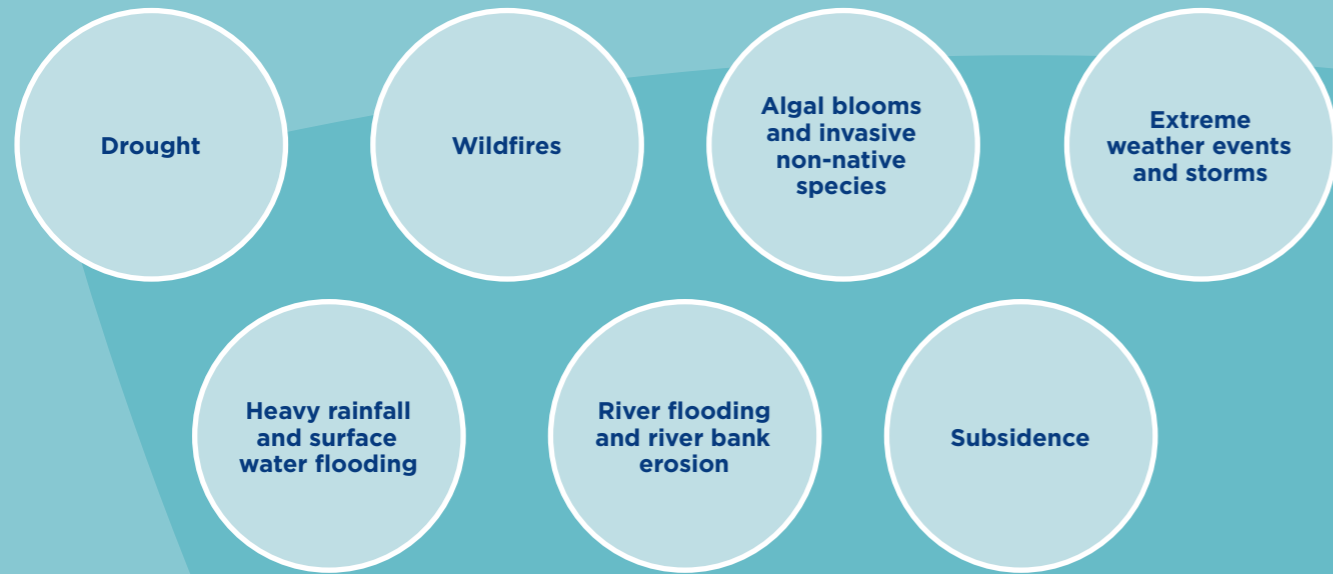 Drought
Wildfires
Algal blooms
and invasive
non-native
species
Extreme
weather events
and storms
Heavy rainfall
and surface
water flooding
River flooding
and river bank
erosion
Subsidence